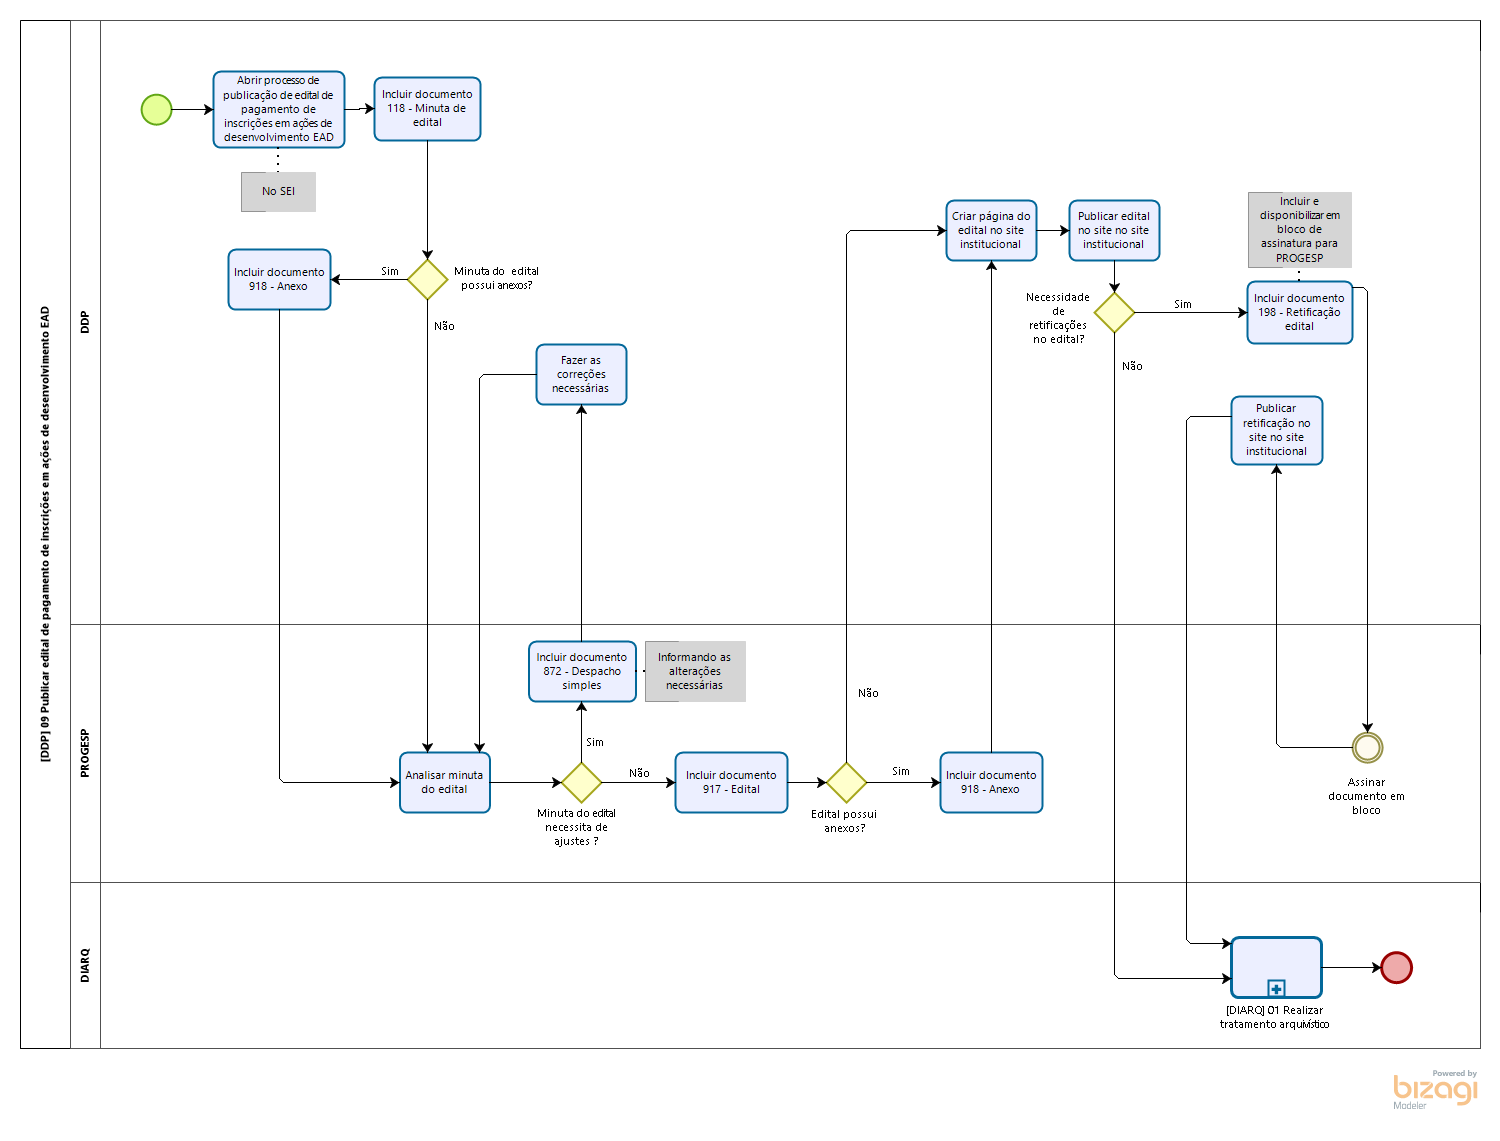 [DDP] 09 Publicar edital de pagamento de inscrições em ações de desenvolvimento EAD
DDP
Abrir processo de
publicação de edital de
pagamento de
inscrições em ações de
desenvolvimento EAD
Incluir documento
118 - Minuta de
edital
No SEI
Minuta do edital
possui anexos?
Sim
Não
Incluir documento
918 - Anexo
Fazer as
correções
necessárias
Criar página do
edital no site
institucional
Publicar edital
no site no site
institucional
Necessidade
de
retificações
no edital?
Sim
Não
Incluir e
disponibilizar em
bloco de
assinatura para
PROGESP
Incluir documento
198 - Retificação
edital
Publicar
retificação no
site no site
institucional
PROGESP
Incluir documento
872 - Despacho
simples
Informando as
alterações
necessárias
Analisar minuta
do edital
Sim
Não
Minuta do edital
necessita de
ajustes ?
Incluir documento
917 - Edital
Não
Sim
Edital possui
anexos?
Incluir documento
918 - Anexo
Assinar
documento em
bloco
DIARQ
[DIARQ] 01 Realizar
tratamento arquivístico
Powered by
bizagi
Modeler